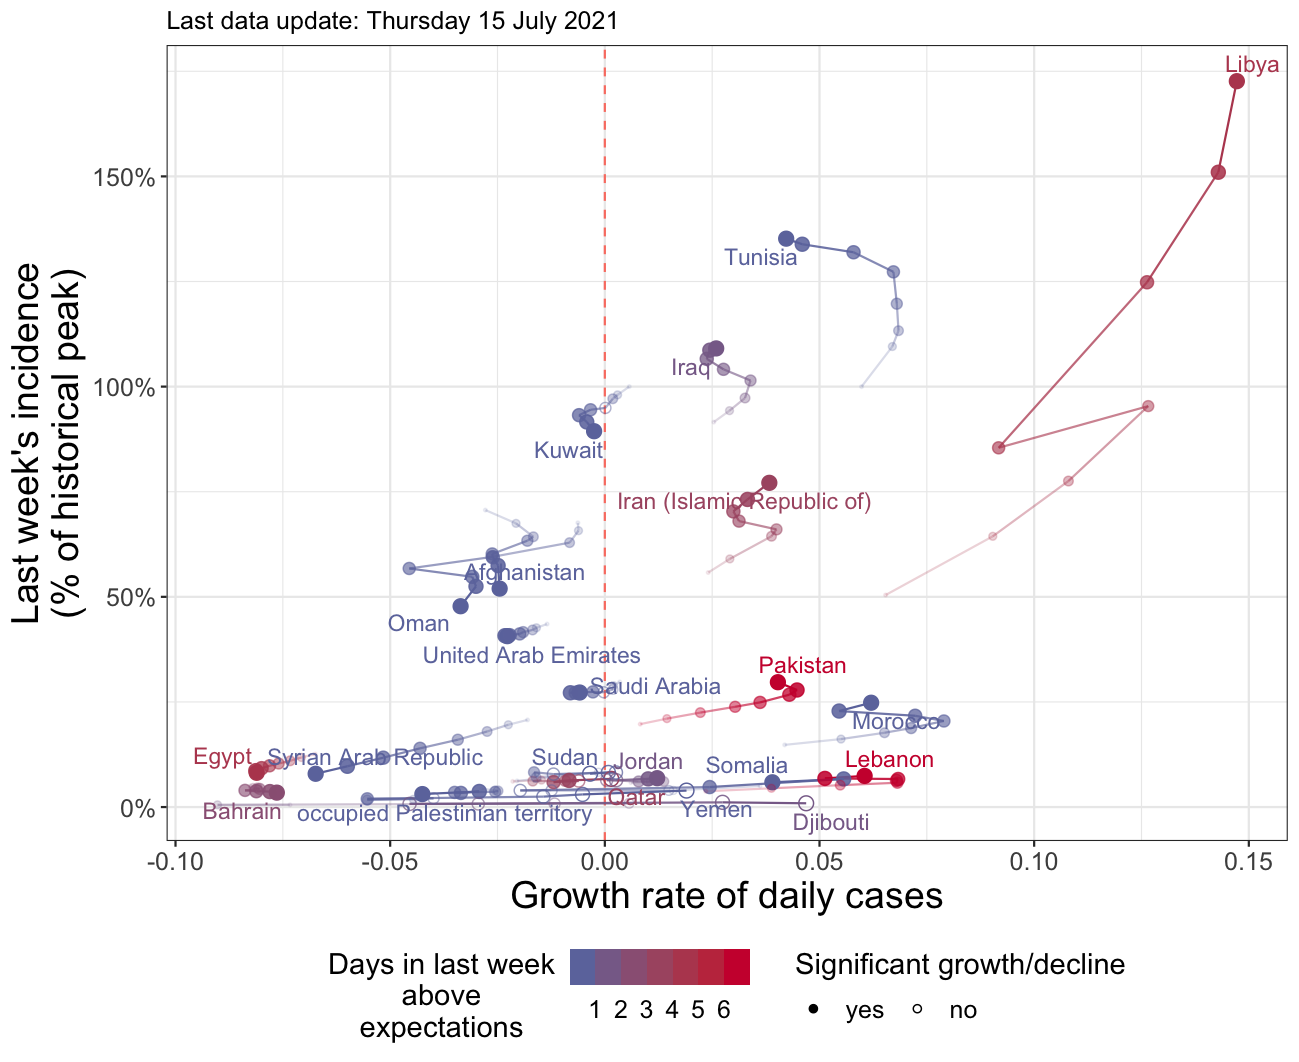 Last data update: Thursday 15 July 2021
Last week's incidence
(% of historical peak)
150%
100%
50%
0%
Libya
Tunisia
Iraq
Kuwait
Iran (Islamic Republic of)
Afghanistan
Oman
United Arab Emirates
Saudi Arabia
Pakistan
Morocco
Egypt
Syrian Arab Republic
Sudan
Jordan
Somalia
Lebanon
Qatar
Bahrain
occupied Palestinian territory
Yemen
Djibouti
-0.10
-0.05
0.00
0.05
0.10
0.15
Growth rate of daily cases
Days in last week
above
expectations
1 2 3 4 5 6
Significant growth/decline
yes
no